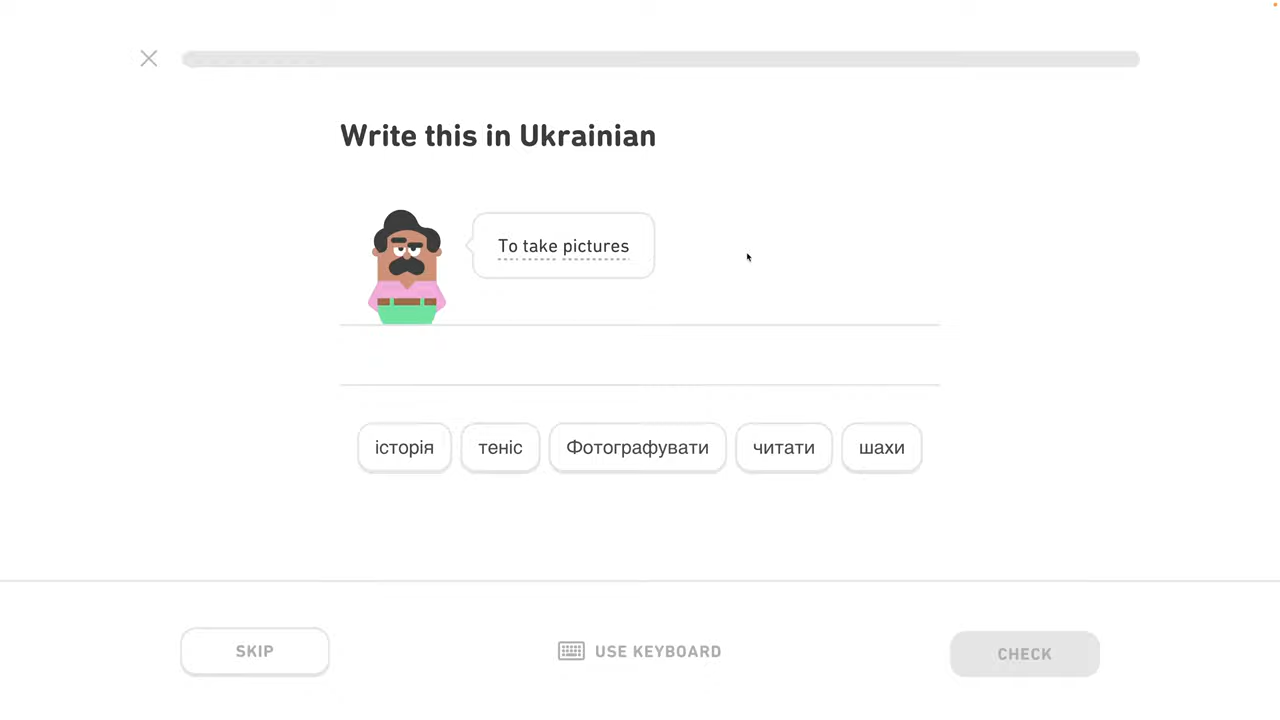 Write this in Ukrainian
To take pictures
історія теніс Фотографувати читати шахи
SKIP USE KEYBOARD CHECK